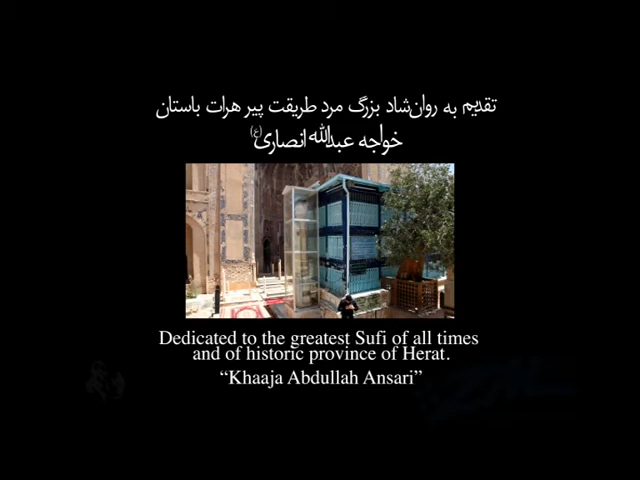 تقدیم به روان‌شاد بزرگ مرد طریقت پیر هرات باستان
خواجه عبدالله انصاری(ع)
Dedicated to the greatest Sufi of all times
and of historic province of Herat.
“Khaaja Abdullah Ansari”